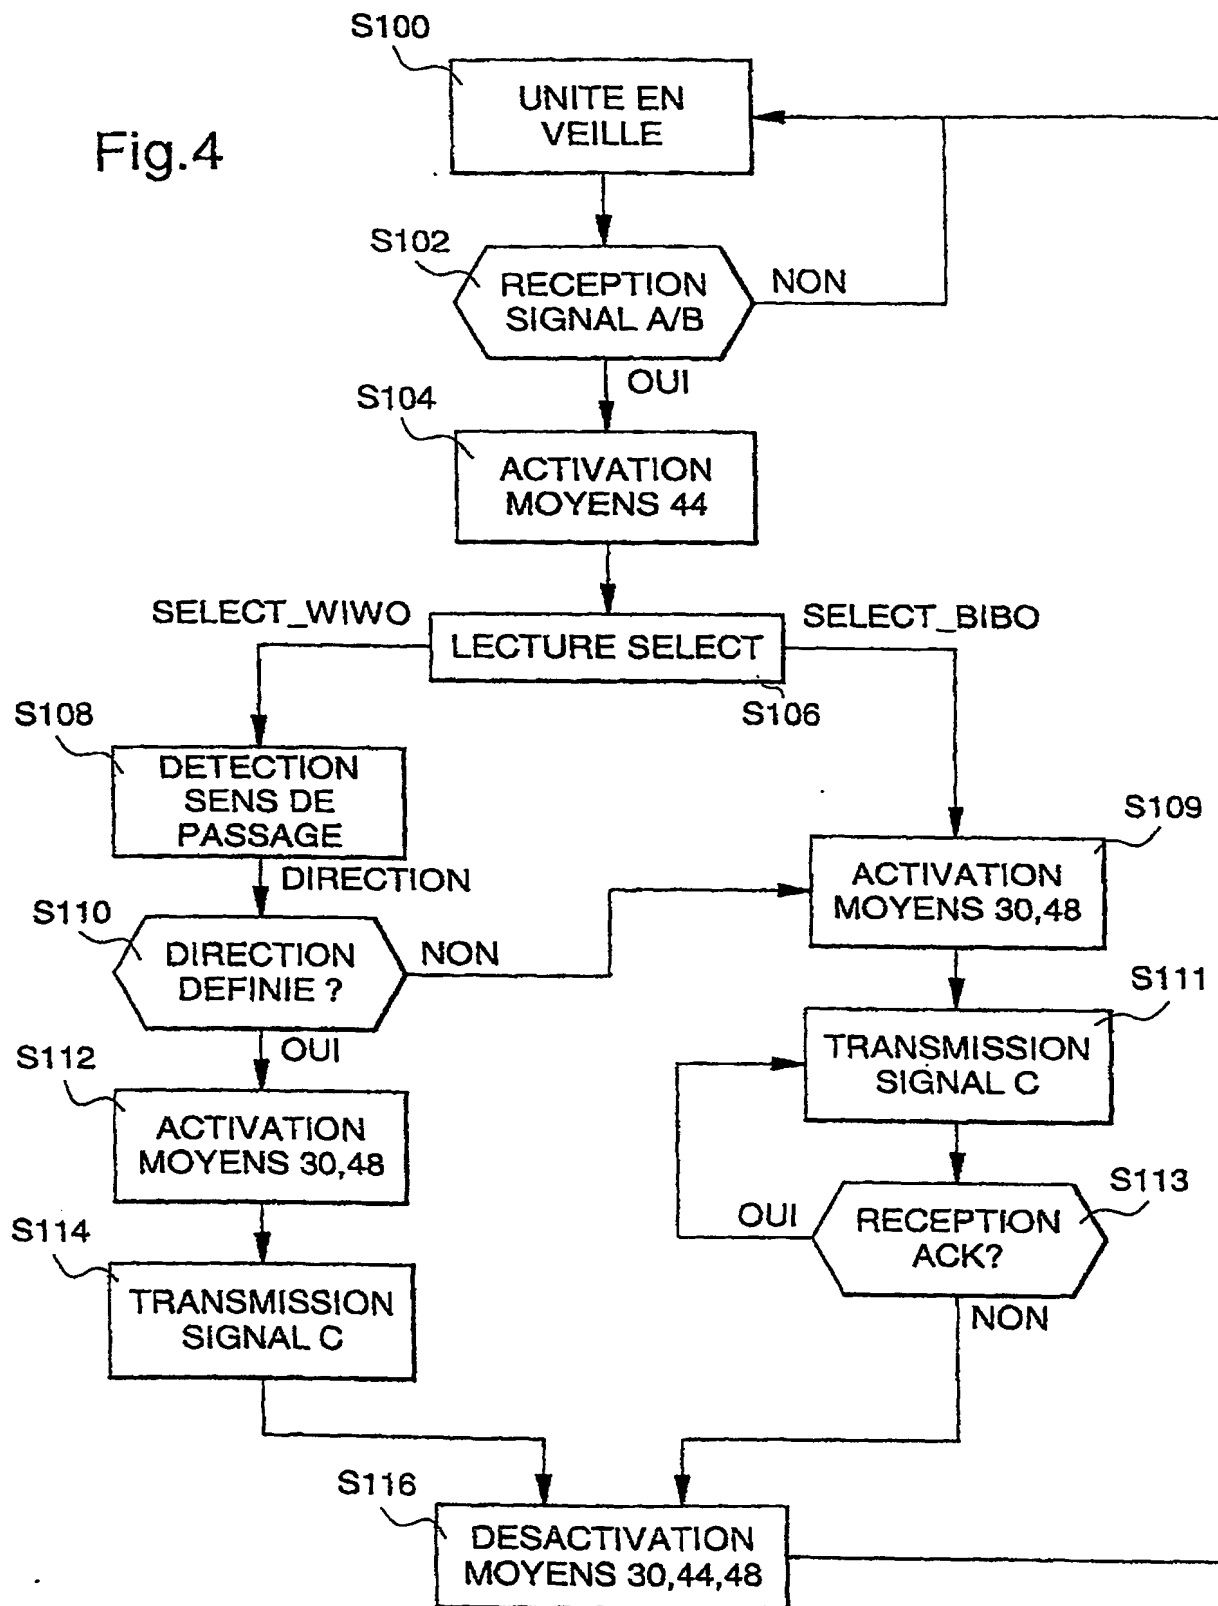 S100
UNITE EN
VEILLE
Fig.4
S102
RECEPTION
SIGNAL A/B
NON
OUI
S104
ACTIVATION
MOYENS 44
SELECT_WIWO
LECTURE SELECT
SELECT_BIBO
S106
S108
DETECTION
SENS DE
PASSAGE
DIRECTION
S109
ACTIVATION
MOYENS 30,48
S110
DIRECTION
DEFINIE ?
NON
OUI
S111
TRANSMISSION
SIGNAL C
S112
ACTIVATION
MOYENS 30,48
S113
RECEPTION
ACK?
OUI
NON
S114
TRANSMISSION
SIGNAL C
S116
DESACTIVATION
MOYENS 30,44,48